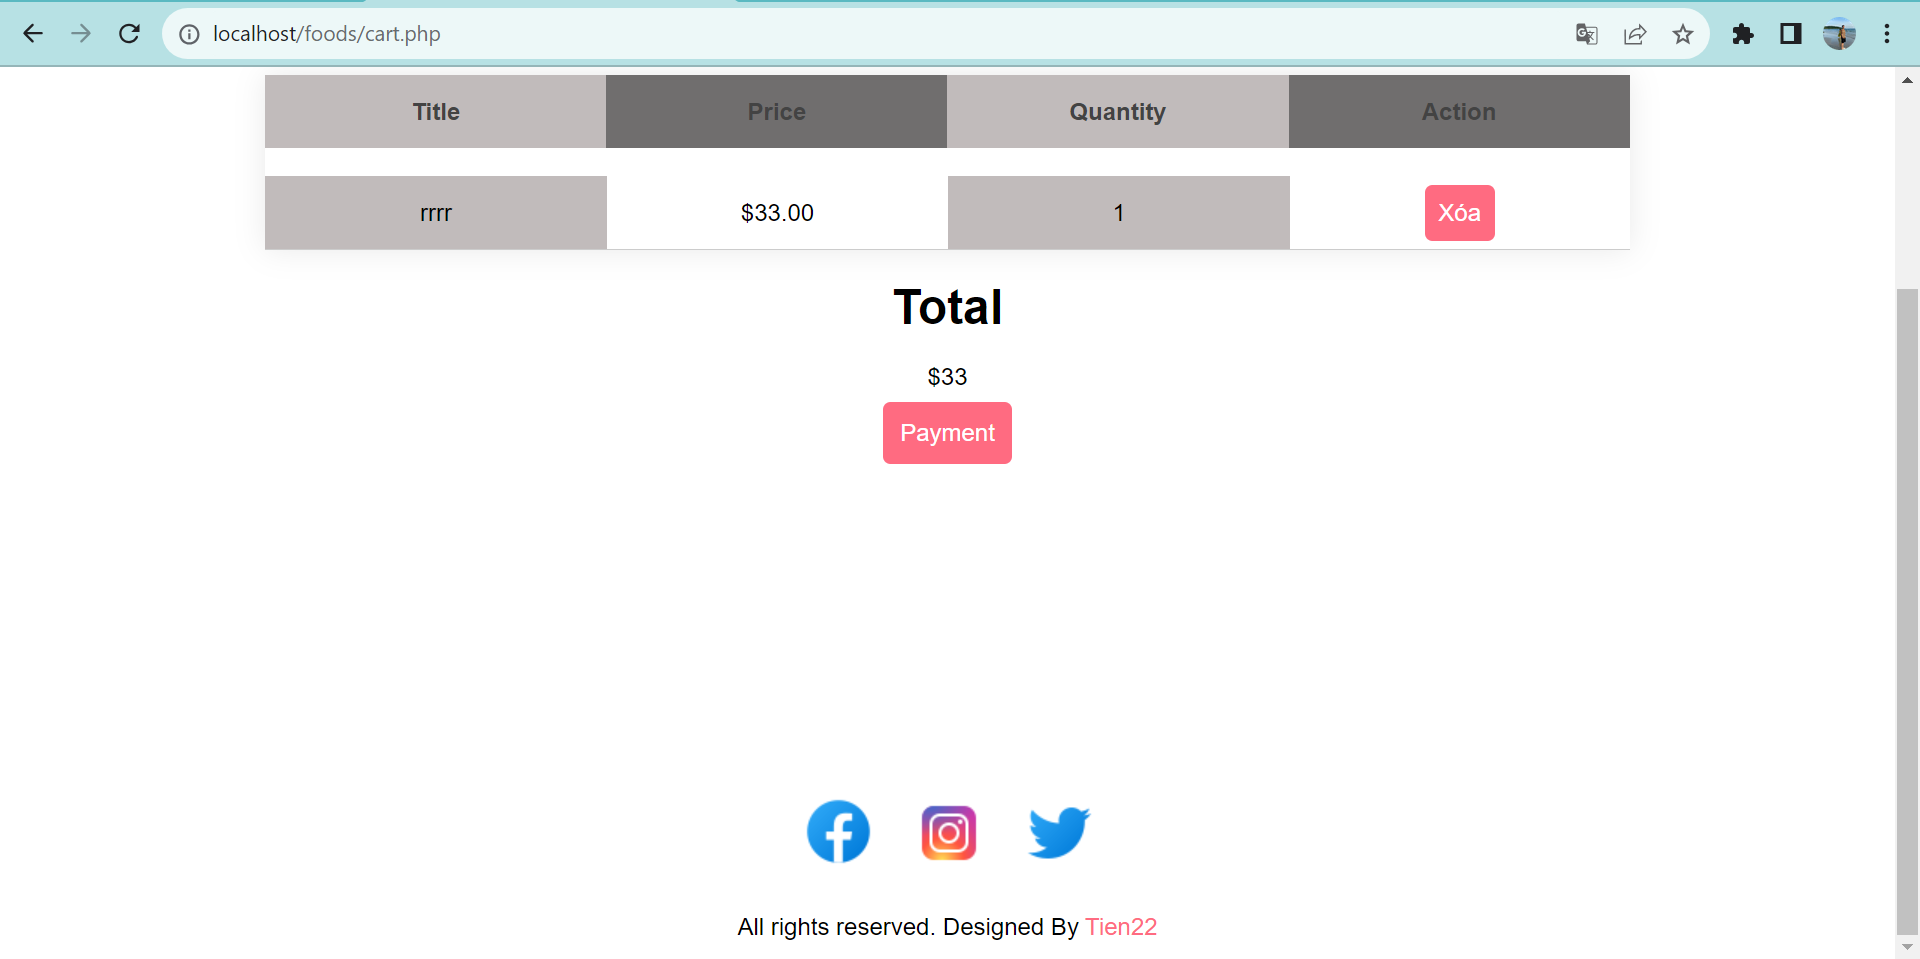 localhost/foods/cart.php
Title Price Quantity Action
rrrr $33.00 1 Xóa
Total
$33
Payment
All rights reserved. Designed By Tien22